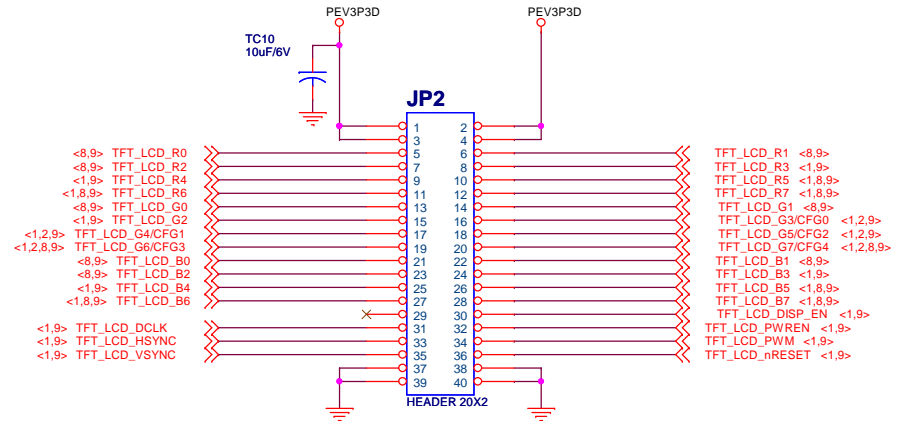 PEV3P3D PEV3P3D
TC10
10uF/6V
JP2
1 2
3 4
<8,9> TFT_LCD_R0 5 6 TFT_LCD_R1 <8,9>
<8,9> TFT_LCD_R2 7 8 TFT_LCD_R3 <1,9>
<1,9> TFT_LCD_R4 9 10 TFT_LCD_R5 <1,8,9>
<1,8,9> TFT_LCD_R6 11 12 TFT_LCD_R7 <1,8,9>
<8,9> TFT_LCD_G0 13 14 TFT_LCD_G1 <8,9>
<1,9> TFT_LCD_G2 15 16 TFT_LCD_G3/CFG0 <1,2,9>
<1,2,9> TFT_LCD_G4/CFG1 17 18 TFT_LCD_G5/CFG2 <1,2,9>
<1,2,8,9> TFT_LCD_G6/CFG3 19 20 TFT_LCD_G7/CFG4 <1,2,8,9>
<8,9> TFT_LCD_B0 21 22 TFT_LCD_B1 <8,9>
<8,9> TFT_LCD_B2 23 24 TFT_LCD_B3 <1,9>
<1,9> TFT_LCD_B4 25 26 TFT_LCD_B5 <1,8,9>
<1,8,9> TFT_LCD_B6 27 28 TFT_LCD_B7 <1,8,9>
29 30 TFT_LCD_DISP_EN <1,9>
<1,9> TFT_LCD_DCLK 31 32 TFT_LCD_PWREN <1,9>
<1,9> TFT_LCD_HSYNC 33 34 TFT_LCD_PWM <1,9>
<1,9> TFT_LCD_VSYNC 35 36 TFT_LCD_nRESET <1,9>
37 38
39 40
HEADER 20X2